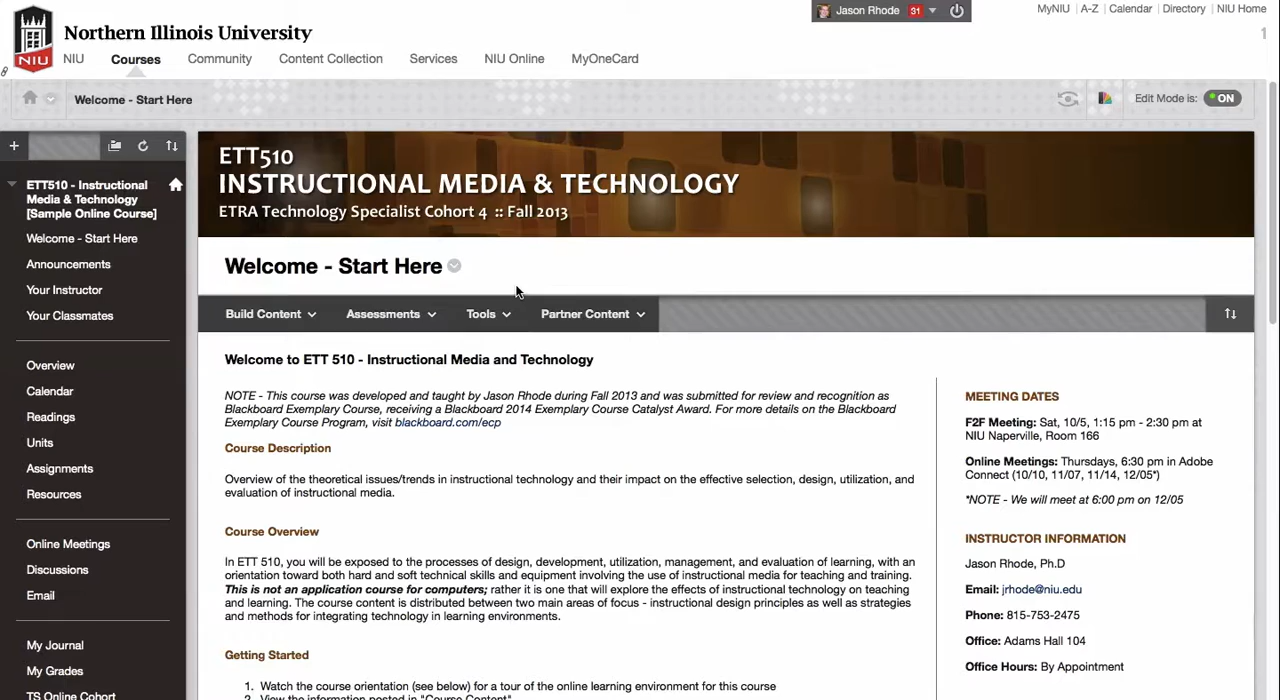 Jason Rhode 31
MyNIU A-Z Calendar Directory NIU Home
1
NIU
Northern Illinois University
NIU Courses Community Content Collection Services NIU Online MyOneCard
Welcome - Start Here
Edit Mode is: ON
ETT510 - Instructional
Media & Technology
[Sample Online Course]
Welcome - Start Here
Announcements
Your Instructor
Your Classmates
Overview
Calendar
Readings
Units
Assignments
Resources
Online Meetings
Discussions
Email
My Journal
My Grades
TS Online Cohort
ETT510
INSTRUCTIONAL MEDIA & TECHNOLOGY
ETRA Technology Specialist Cohort 4 :: Fall 2013
Welcome - Start Here
Build Content Assessments Tools Partner Content
Welcome to ETT 510 - Instructional Media and Technology
NOTE - This course was developed and taught by Jason Rhode during Fall 2013 and was submitted for review and recognition as
Blackboard Exemplary Course, receiving a Blackboard 2014 Exemplary Course Catalyst Award. For more details on the Blackboard
Exemplary Course Program, visit blackboard.com/ecp
Course Description
Overview of the theoretical issues/trends in instructional technology and their impact on the effective selection, design, utilization, and
evaluation of instructional media.
Course Overview
In ETT 510, you will be exposed to the processes of design, development, utilization, management, and evaluation of learning, with an
orientation toward both hard and soft technical skills and equipment involving the use of instructional media for teaching and training.
This is not an application course for computers; rather it is one that will explore the effects of instructional technology on teaching
and learning. The course content is distributed between two main areas of focus - instructional design principles as well as strategies
and methods for integrating technology in learning environments.
Getting Started
1. Watch the course orientation (see below) for a tour of the online learning environment for this course
2. View the information posted in "Course Content"
MEETING DATES
F2F Meeting: Sat, 10/5, 1:15 pm - 2:30 pm at
NIU Naperville, Room 166
Online Meetings: Thursdays, 6:30 pm in Adobe
Connect (10/10, 11/07, 11/14, 12/05*)
*NOTE - We will meet at 6:00 pm on 12/05
INSTRUCTOR INFORMATION
Jason Rhode, Ph.D
Email: jrhode@niu.edu
Phone: 815-753-2475
Office: Adams Hall 104
Office Hours: By Appointment